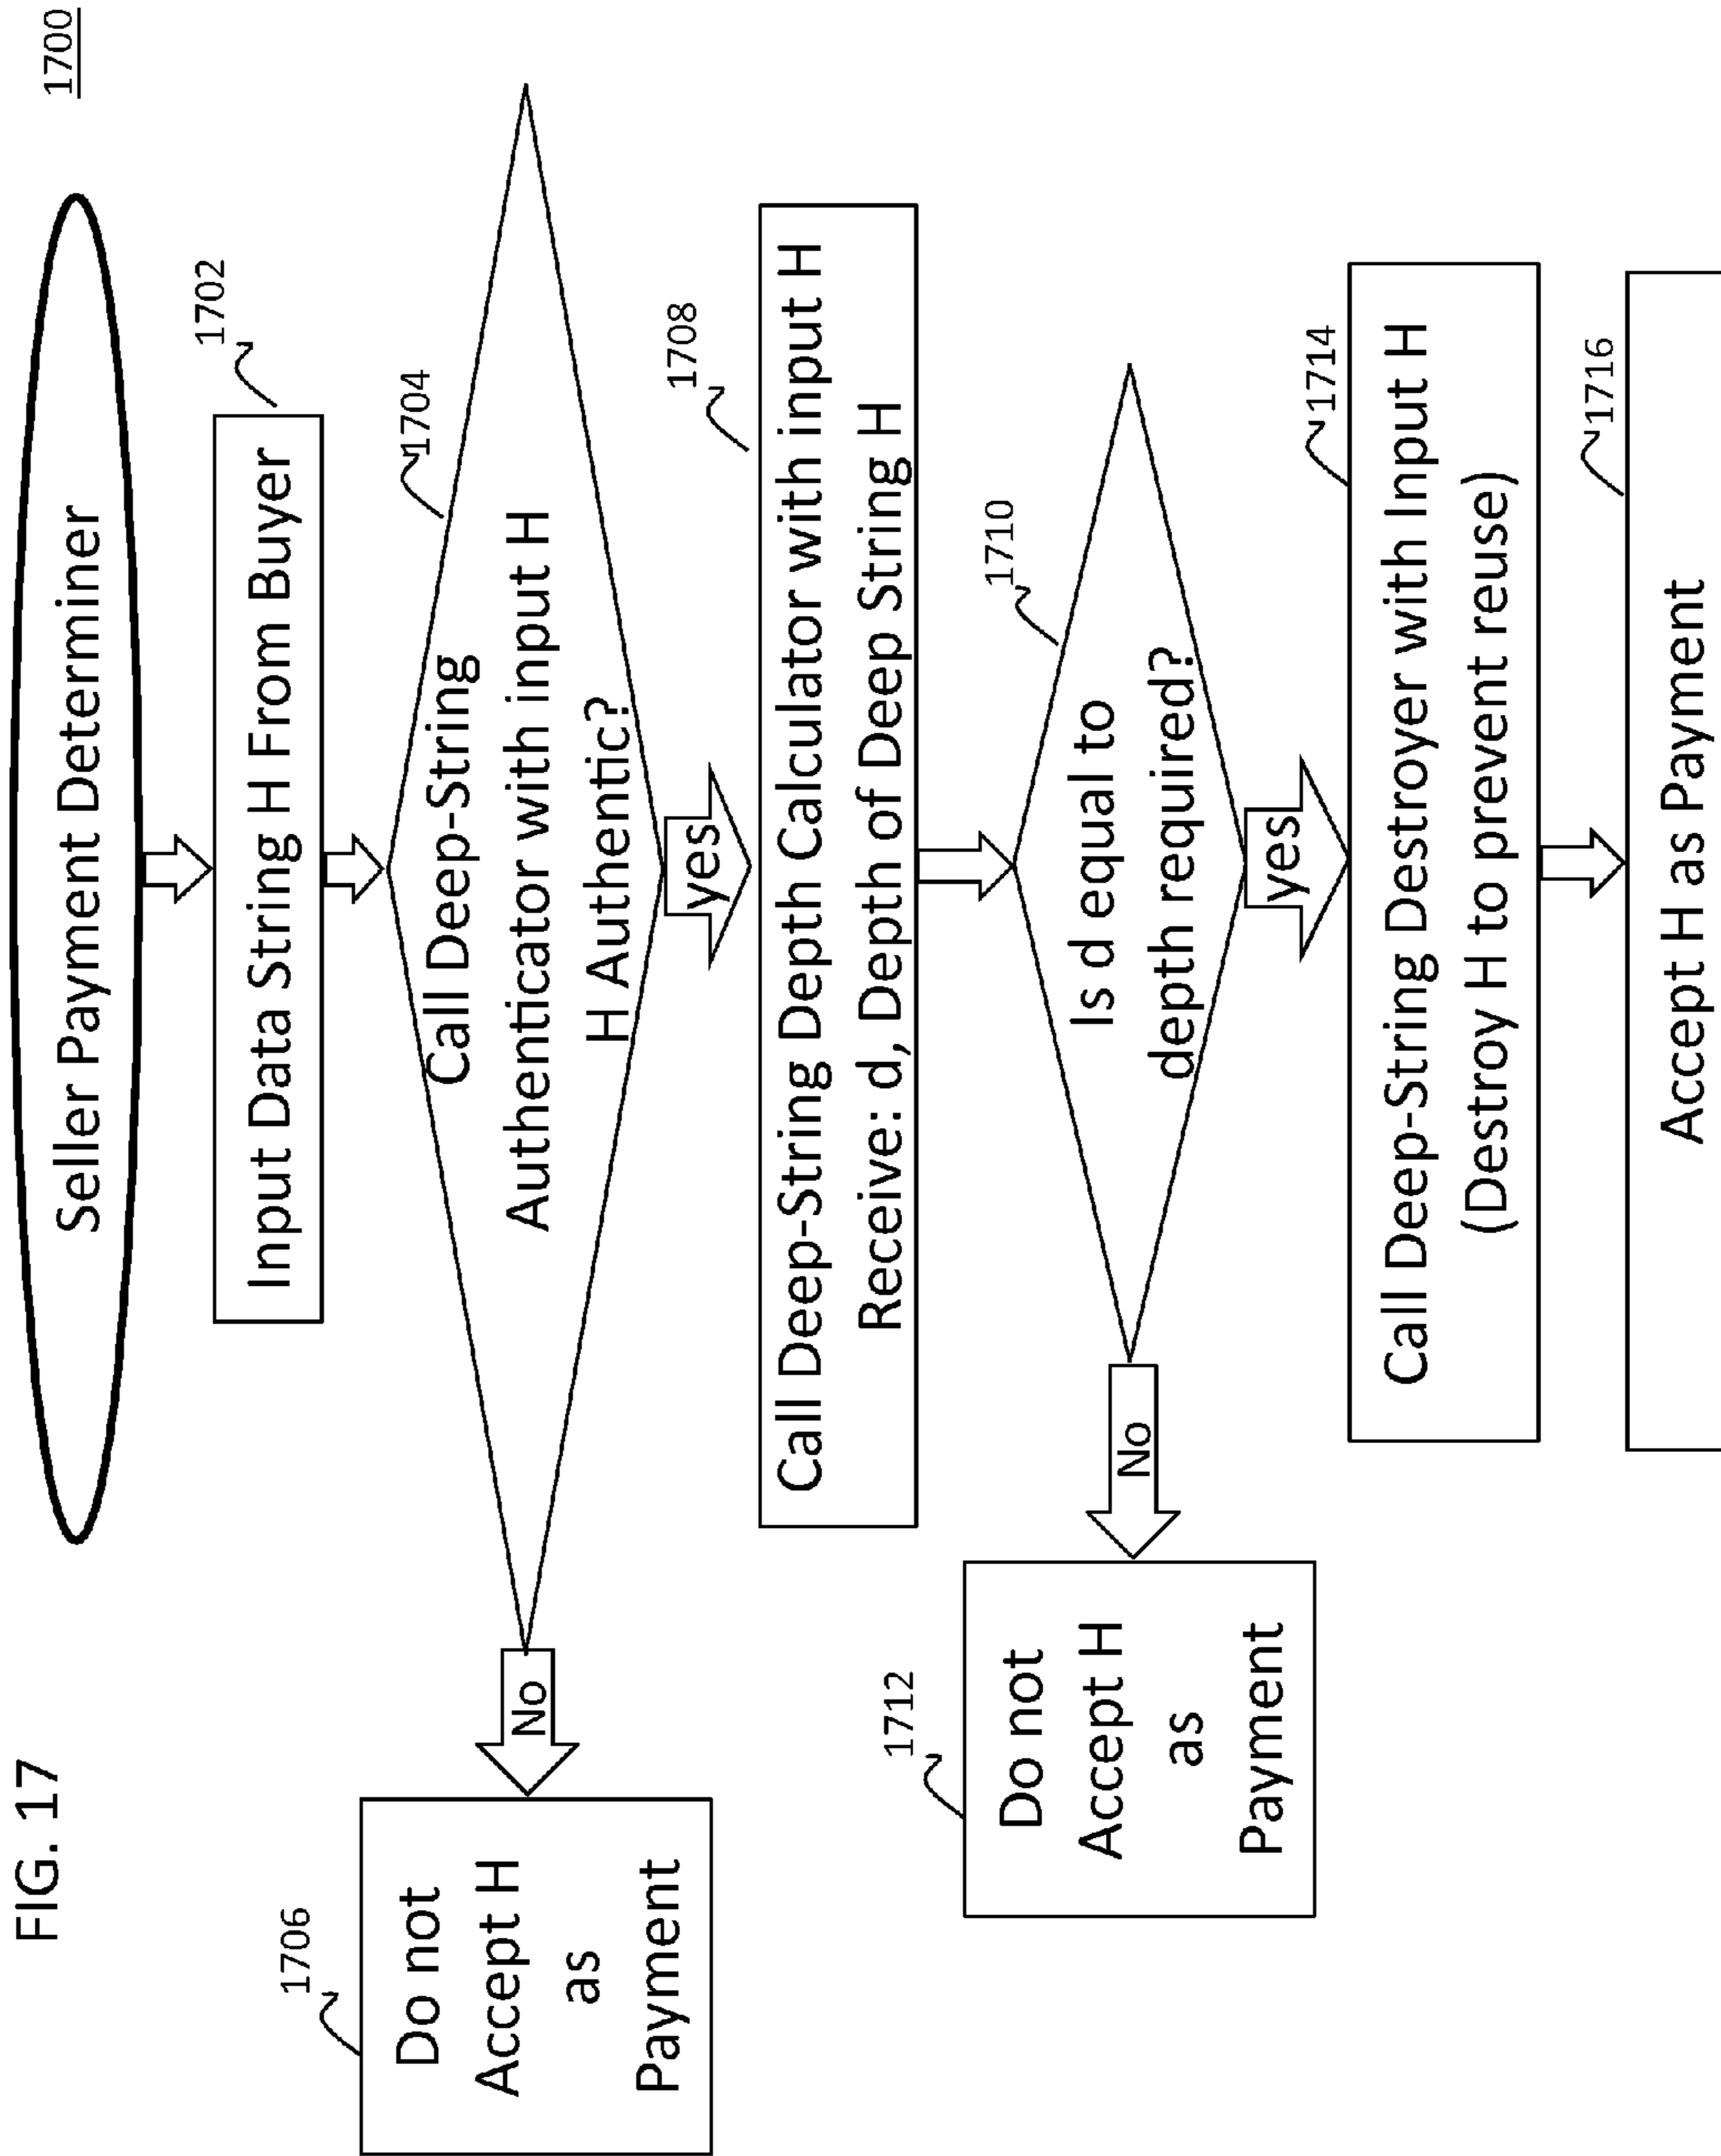 FIG. 17
1700
Seller Payment Determiner
1702
Input Data String H From Buyer
1704
Call Deep-String
Authenticator with input H
H Authentic?
No
1706
Do not
Accept H
as
Payment
yes
1708
Call Deep-String Depth Calculator with input H
Receive: d, Depth of Deep String H
1710
Is d equal to
depth required?
No
1712
Do not
Accept H
as
Payment
yes
1714
Call Deep-String Destroyer with Input H
(Destroy H to prevent reuse)
1716
Accept H as Payment